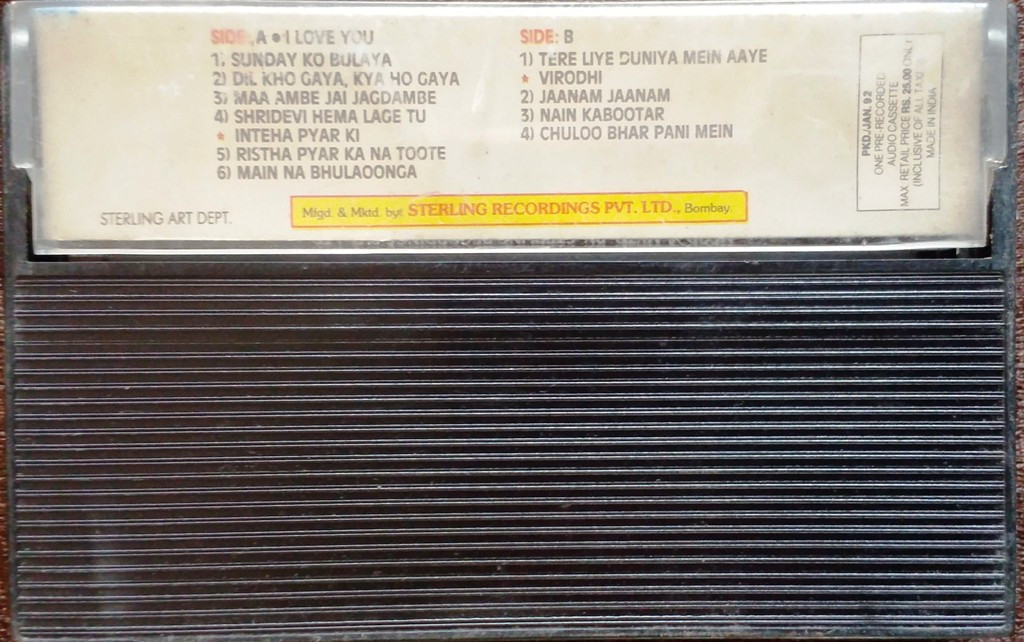 SIDE: A • I LOVE YOU
1) SUNDAY KO BULAYA
2) DIL KHO GAYA, KYA HO GAYA
3) MAA AMBE JAI JAGDAMBE
4) SHRIDEVI HEMA LAGE TU
★ INTEHA PYAR KI
5) RISTHA PYAR KA NA TOOTE
6) MAIN NA BHULAOONGA
SIDE: B
1) TERE LIYE DUNIYA MEIN AAYE
★ VIRODHI
2) JAANAM JAANAM
3) NAIN KABOOTAR
4) CHULOO BHAR PANI MEIN
STERLING ART DEPT.
Mfgd. & Mktd. by: STERLING RECORDINGS PVT. LTD., Bombay.
PKD. JAN. 92
ONE PRE-RECORDED
AUDIO CASSETTE
MAX. RETAIL PRICE RS. 25.00 ONLY
(INCLUSIVE OF ALL TAXES)
MADE IN INDIA